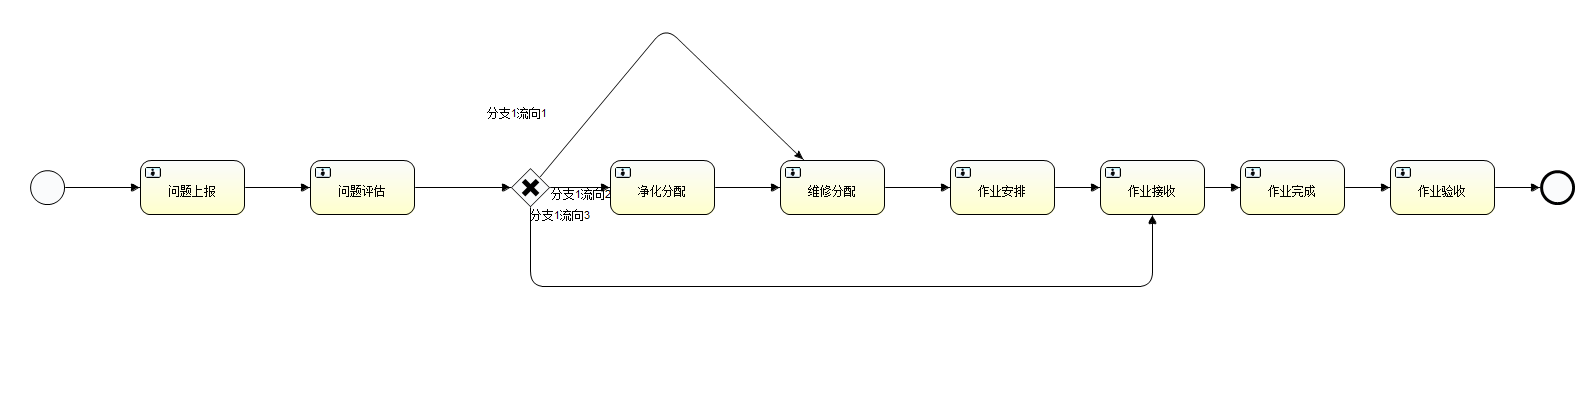 分支1流向1
问题上报
问题评估
分支1流向2
净化分配
维修分配
作业安排
作业接收
作业完成
作业验收
分支1流向3